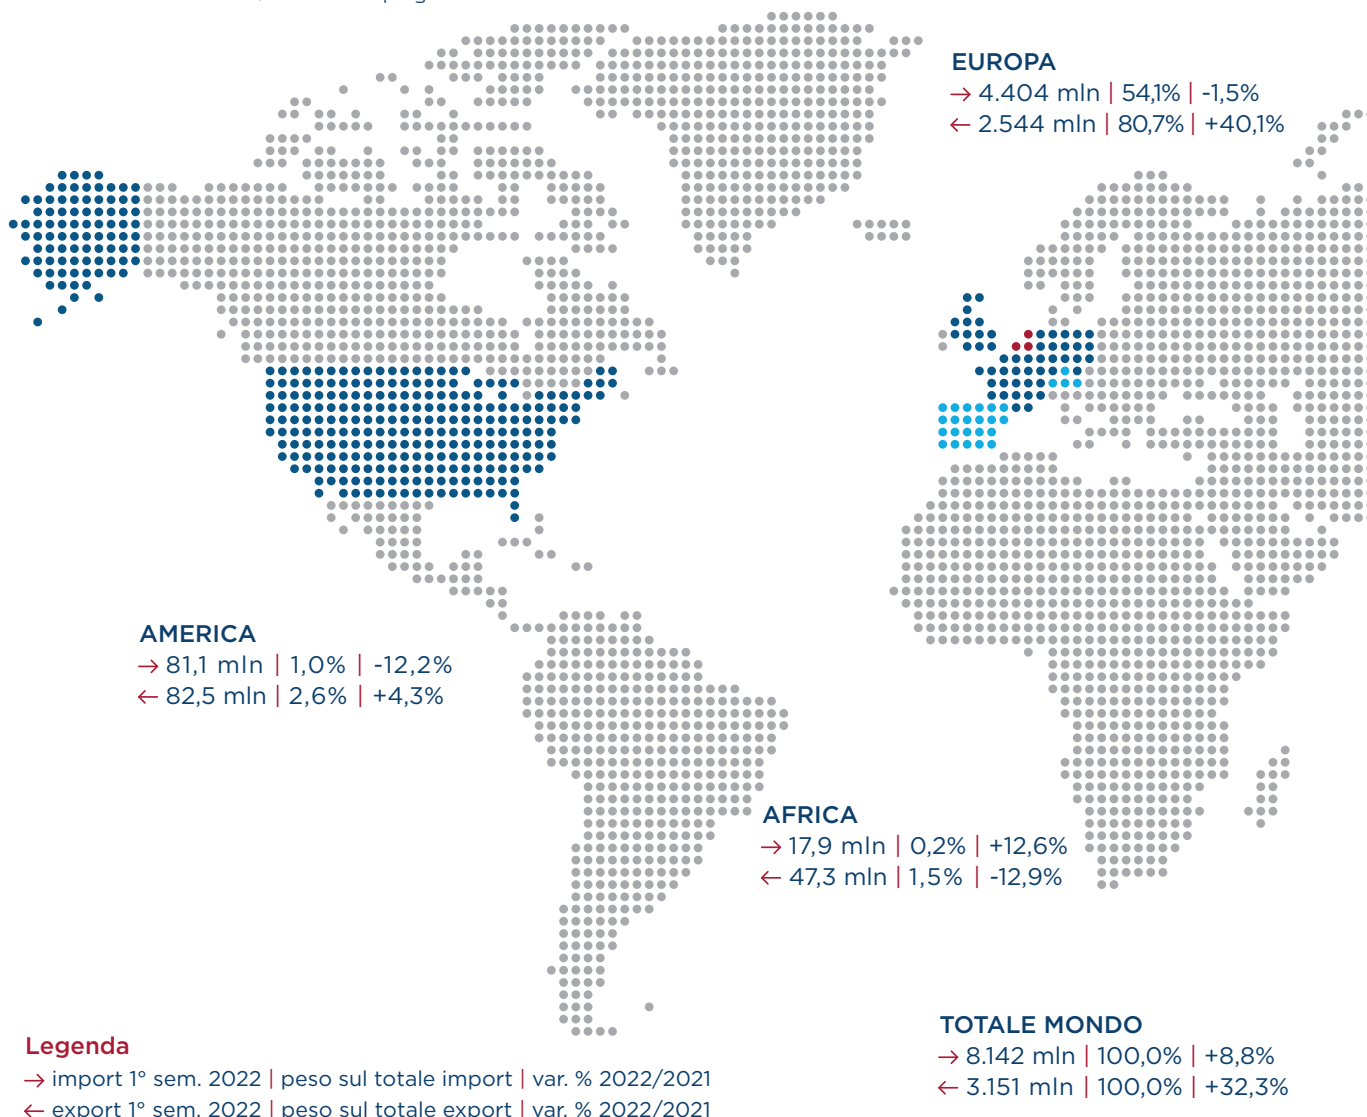 EUROPA
→ 4.404 mln | 54,1% | -1,5%
← 2.544 mln | 80,7% | +40,1%
AMERICA
→ 81,1 mln | 1,0% | -12,2%
← 82,5 mln | 2,6% | +4,3%
AFRICA
→ 17,9 mln | 0,2% | +12,6%
← 47,3 mln | 1,5% | -12,9%
TOTALE MONDO
→ 8.142 mln | 100,0% | +8,8%
← 3.151 mln | 100,0% | +32,3%
Legenda
→ import 1° sem. 2022 | peso sul totale import | var. % 2022/2021
← export 1° sem. 2022 | peso sul totale export | var. % 2022/2021